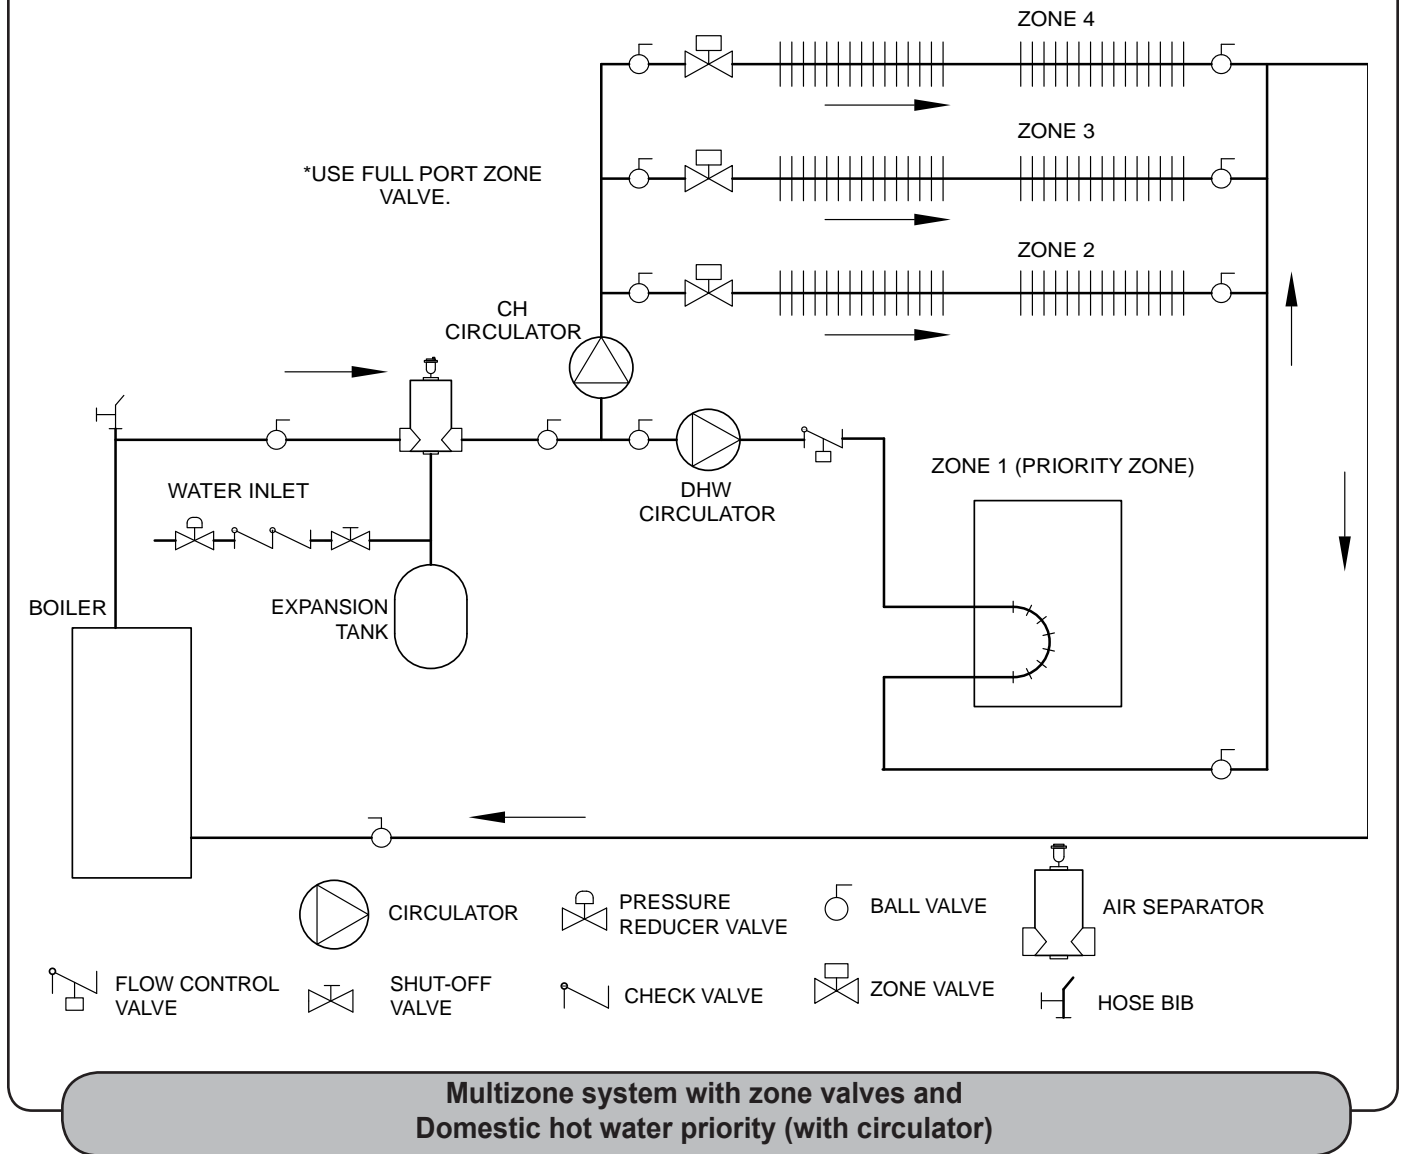 ZONE 4
ZONE 3
*USE FULL PORT ZONE
VALVE.
ZONE 2
CH
CIRCULATOR
ZONE 1 (PRIORITY ZONE)
WATER INLET
DHW
CIRCULATOR
BOILER
EXPANSION
TANK
CIRCULATOR
PRESSURE
REDUCER VALVE
BALL VALVE
AIR SEPARATOR
FLOW CONTROL
VALVE
SHUT-OFF
VALVE
CHECK VALVE
ZONE VALVE
HOSE BIB
Multizone system with zone valves and
Domestic hot water priority (with circulator)